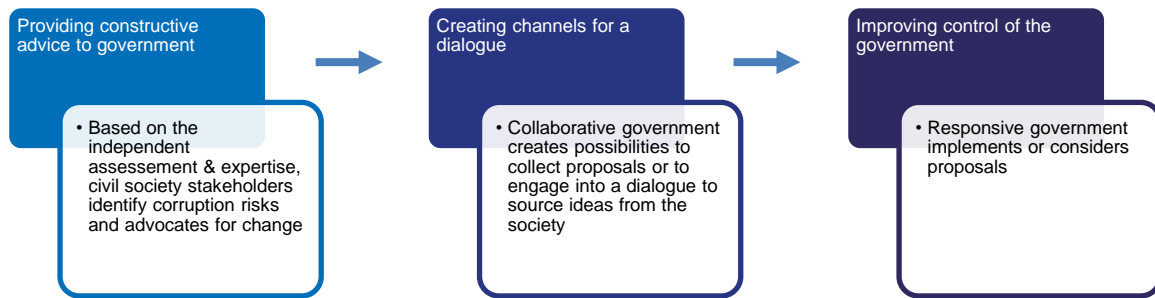 Providing constructive
advice to government
• Based on the
independent
assessment & expertise,
civil society stakeholders
identify corruption risks
and advocates for change
Creating channels for a
dialogue
• Collaborative government
creates possibilities to
collect proposals or to
engage into a dialogue to
source ideas from the
society
Improving control of the
government
• Responsive government
implements or considers
proposals